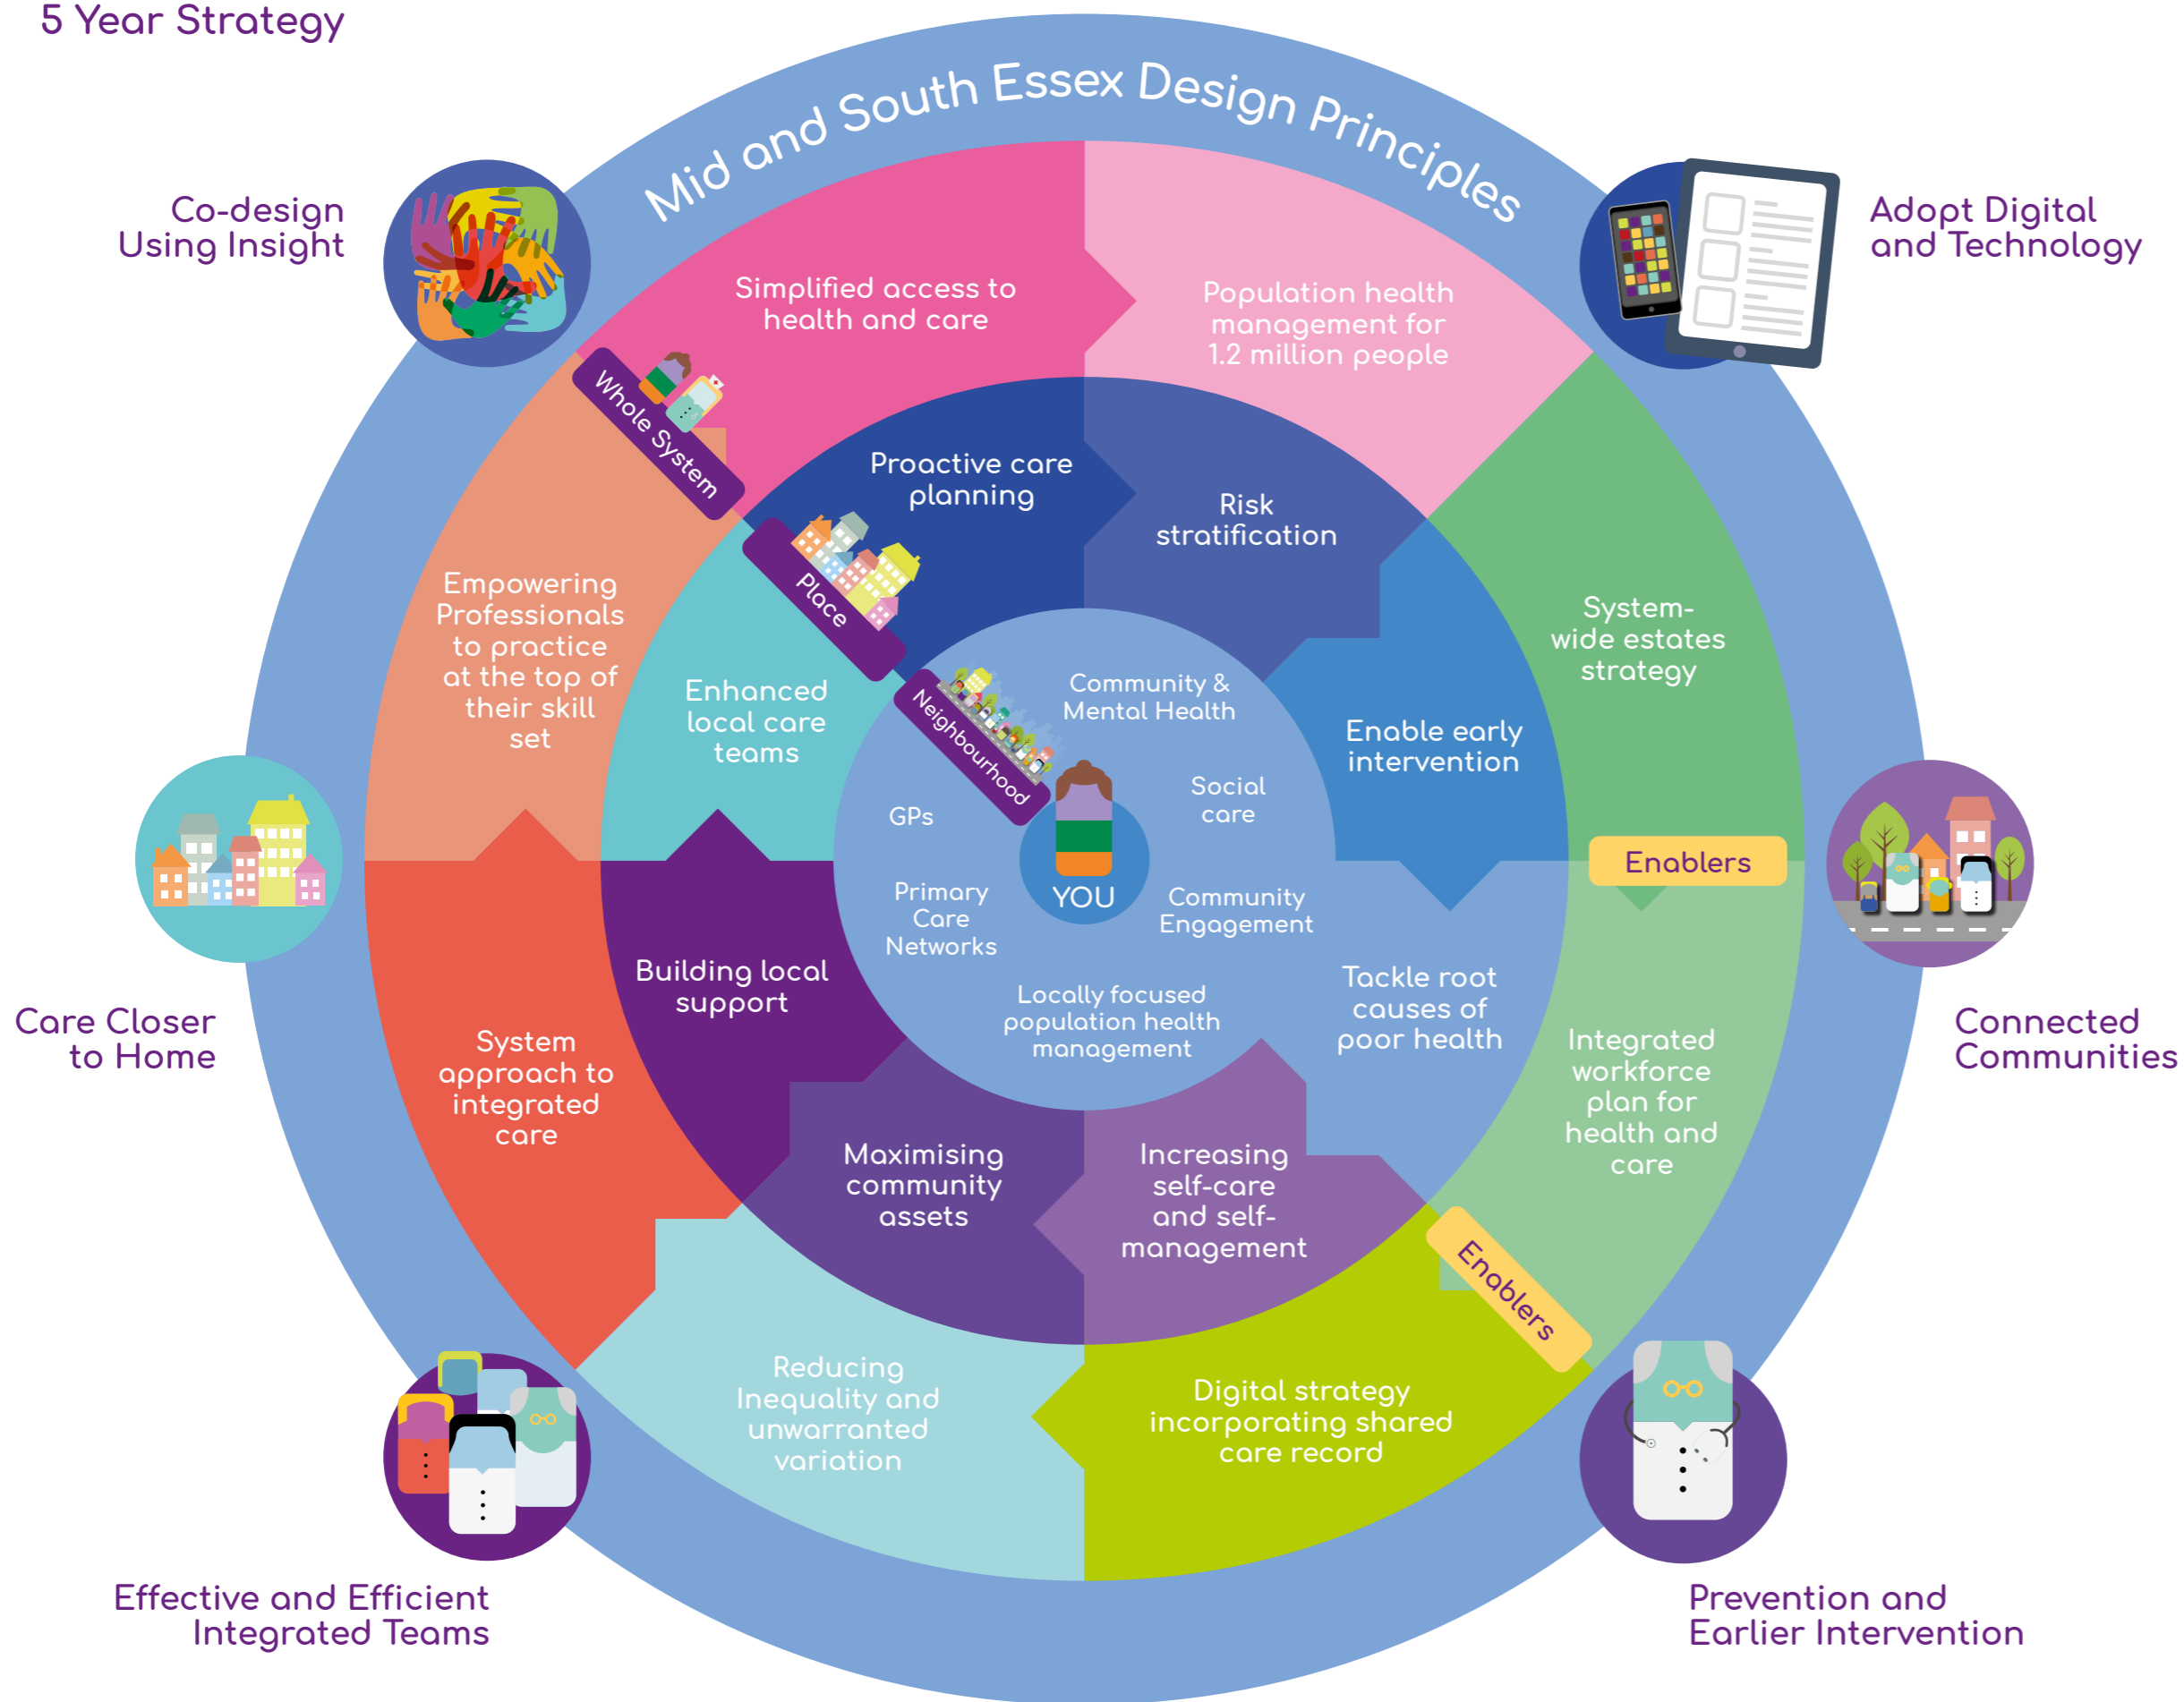 5 Year Strategy
Mid and South Essex Design Principles
Co-design
Using Insight
Adopt Digital
and Technology
Connected
Communities
Prevention and
Earlier Intervention
Effective and Efficient
Integrated Teams
Care Closer
to Home
Whole System
Simplified access to
health and care
Population health
management for
1.2 million people
System-
wide estates
strategy
Enablers
Integrated
workforce
plan for
health and
care
Enablers
Digital strategy
incorporating shared
care record
Reducing
Inequality and
unwarranted
variation
System
approach to
integrated
care
Empowering
Professionals
to practice
at the top of
their skill
set
Place
Proactive care
planning
Risk
stratification
Enable early
intervention
Tackle root
causes of
poor health
Increasing
self-care
and self-
management
Maximising
community
assets
Building local
support
Enhanced
local care
teams
Neighbourhood
Community &
Mental Health
Social
care
Community
Engagement
Locally focused
population health
management
Primary
Care
Networks
GPs
YOU